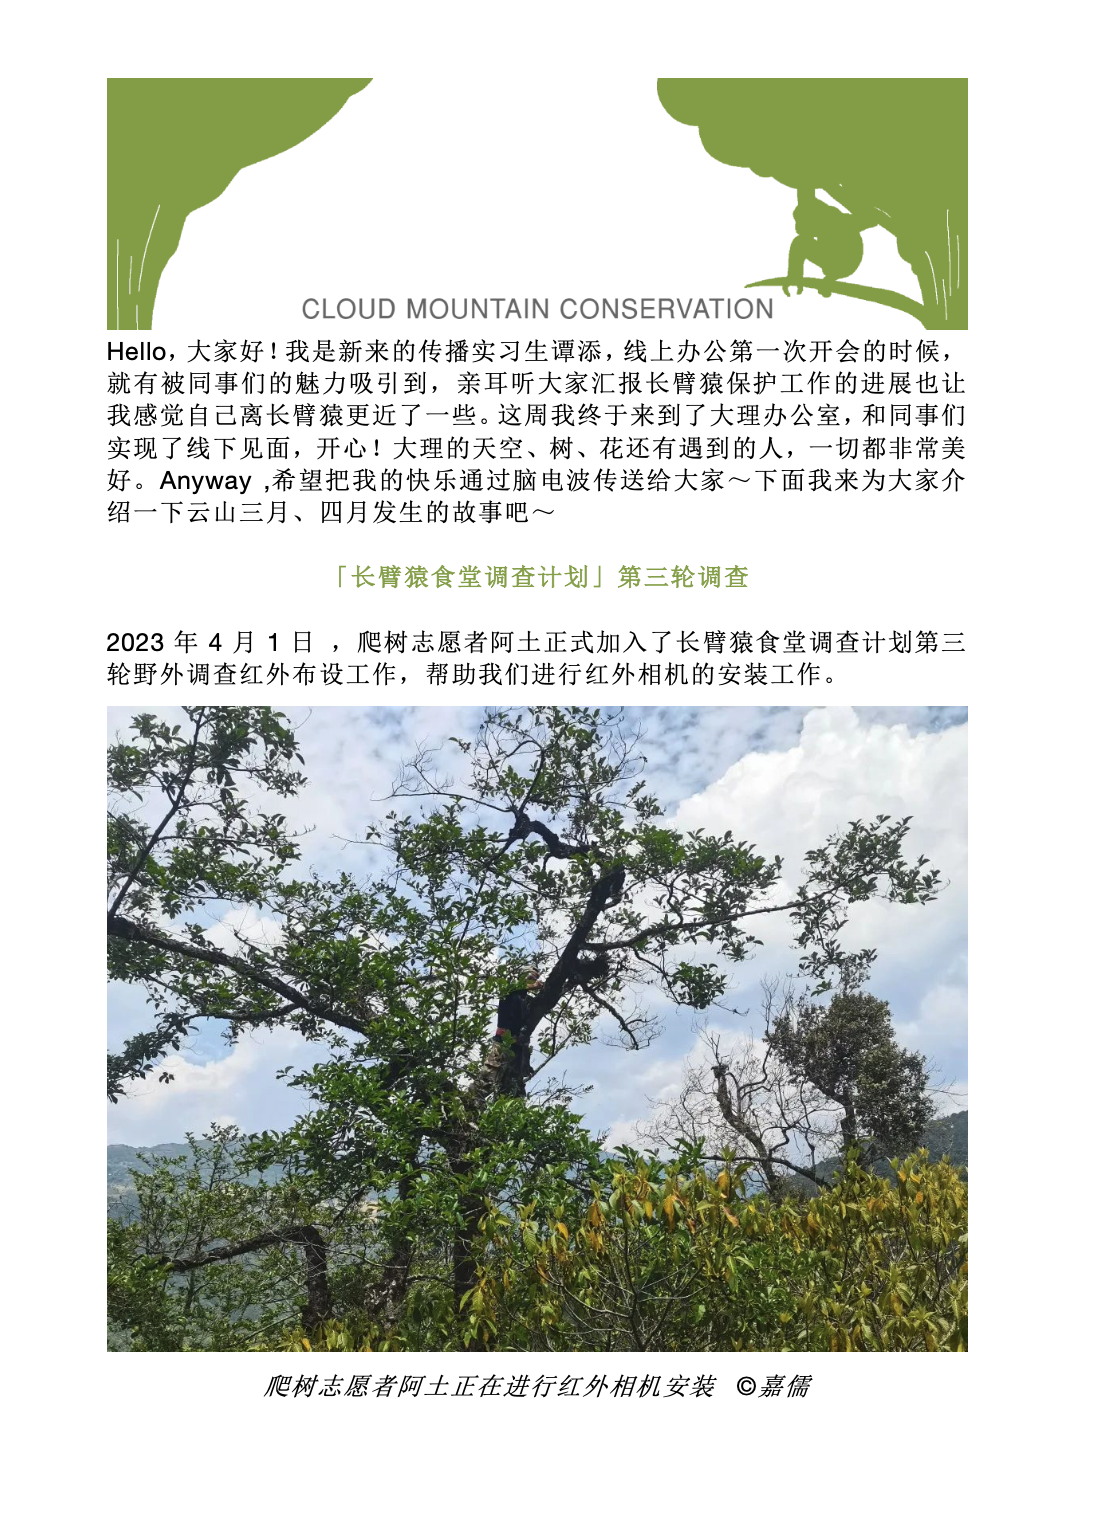 CLOUD MOUNTAIN CONSERVATION
Hello，大家好！我是新来的传播实习生谭添，线上办公第一次开会的时候，
就有被同事们的魅力吸引到，亲耳听大家汇报长臂猿保护工作的进展也让
我感觉自己离长臂猿更近了一些。这周我终于来到了大理办公室，和同事们
实现了线下见面，开心！大理的天空、树、花还有遇到的人，一切都非常美
好。Anyway ,希望把我的快乐通过脑电波传送给大家～下面我来为大家介
绍一下云山三月、四月发生的故事吧～
「长臂猿食堂调查计划」第三轮调查
2023 年 4 月 1 日 ，爬树志愿者阿土正式加入了长臂猿食堂调查计划第三
轮野外调查红外布设工作，帮助我们进行红外相机的安装工作。
爬树志愿者阿土正在进行红外相机安装 ©嘉儒